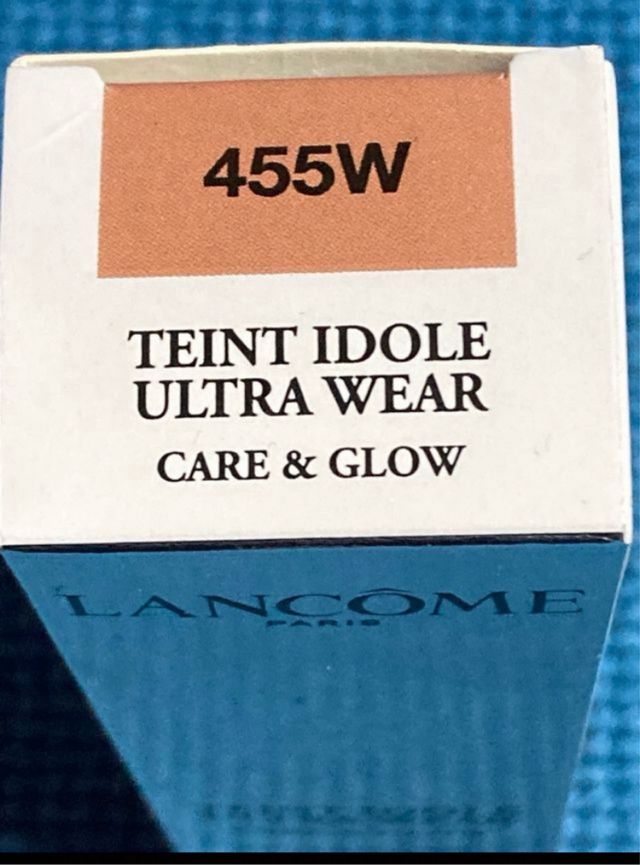 455W
TEINT IDOLE
ULTRA WEAR
CARE & GLOW
LANCÔME
PARIS